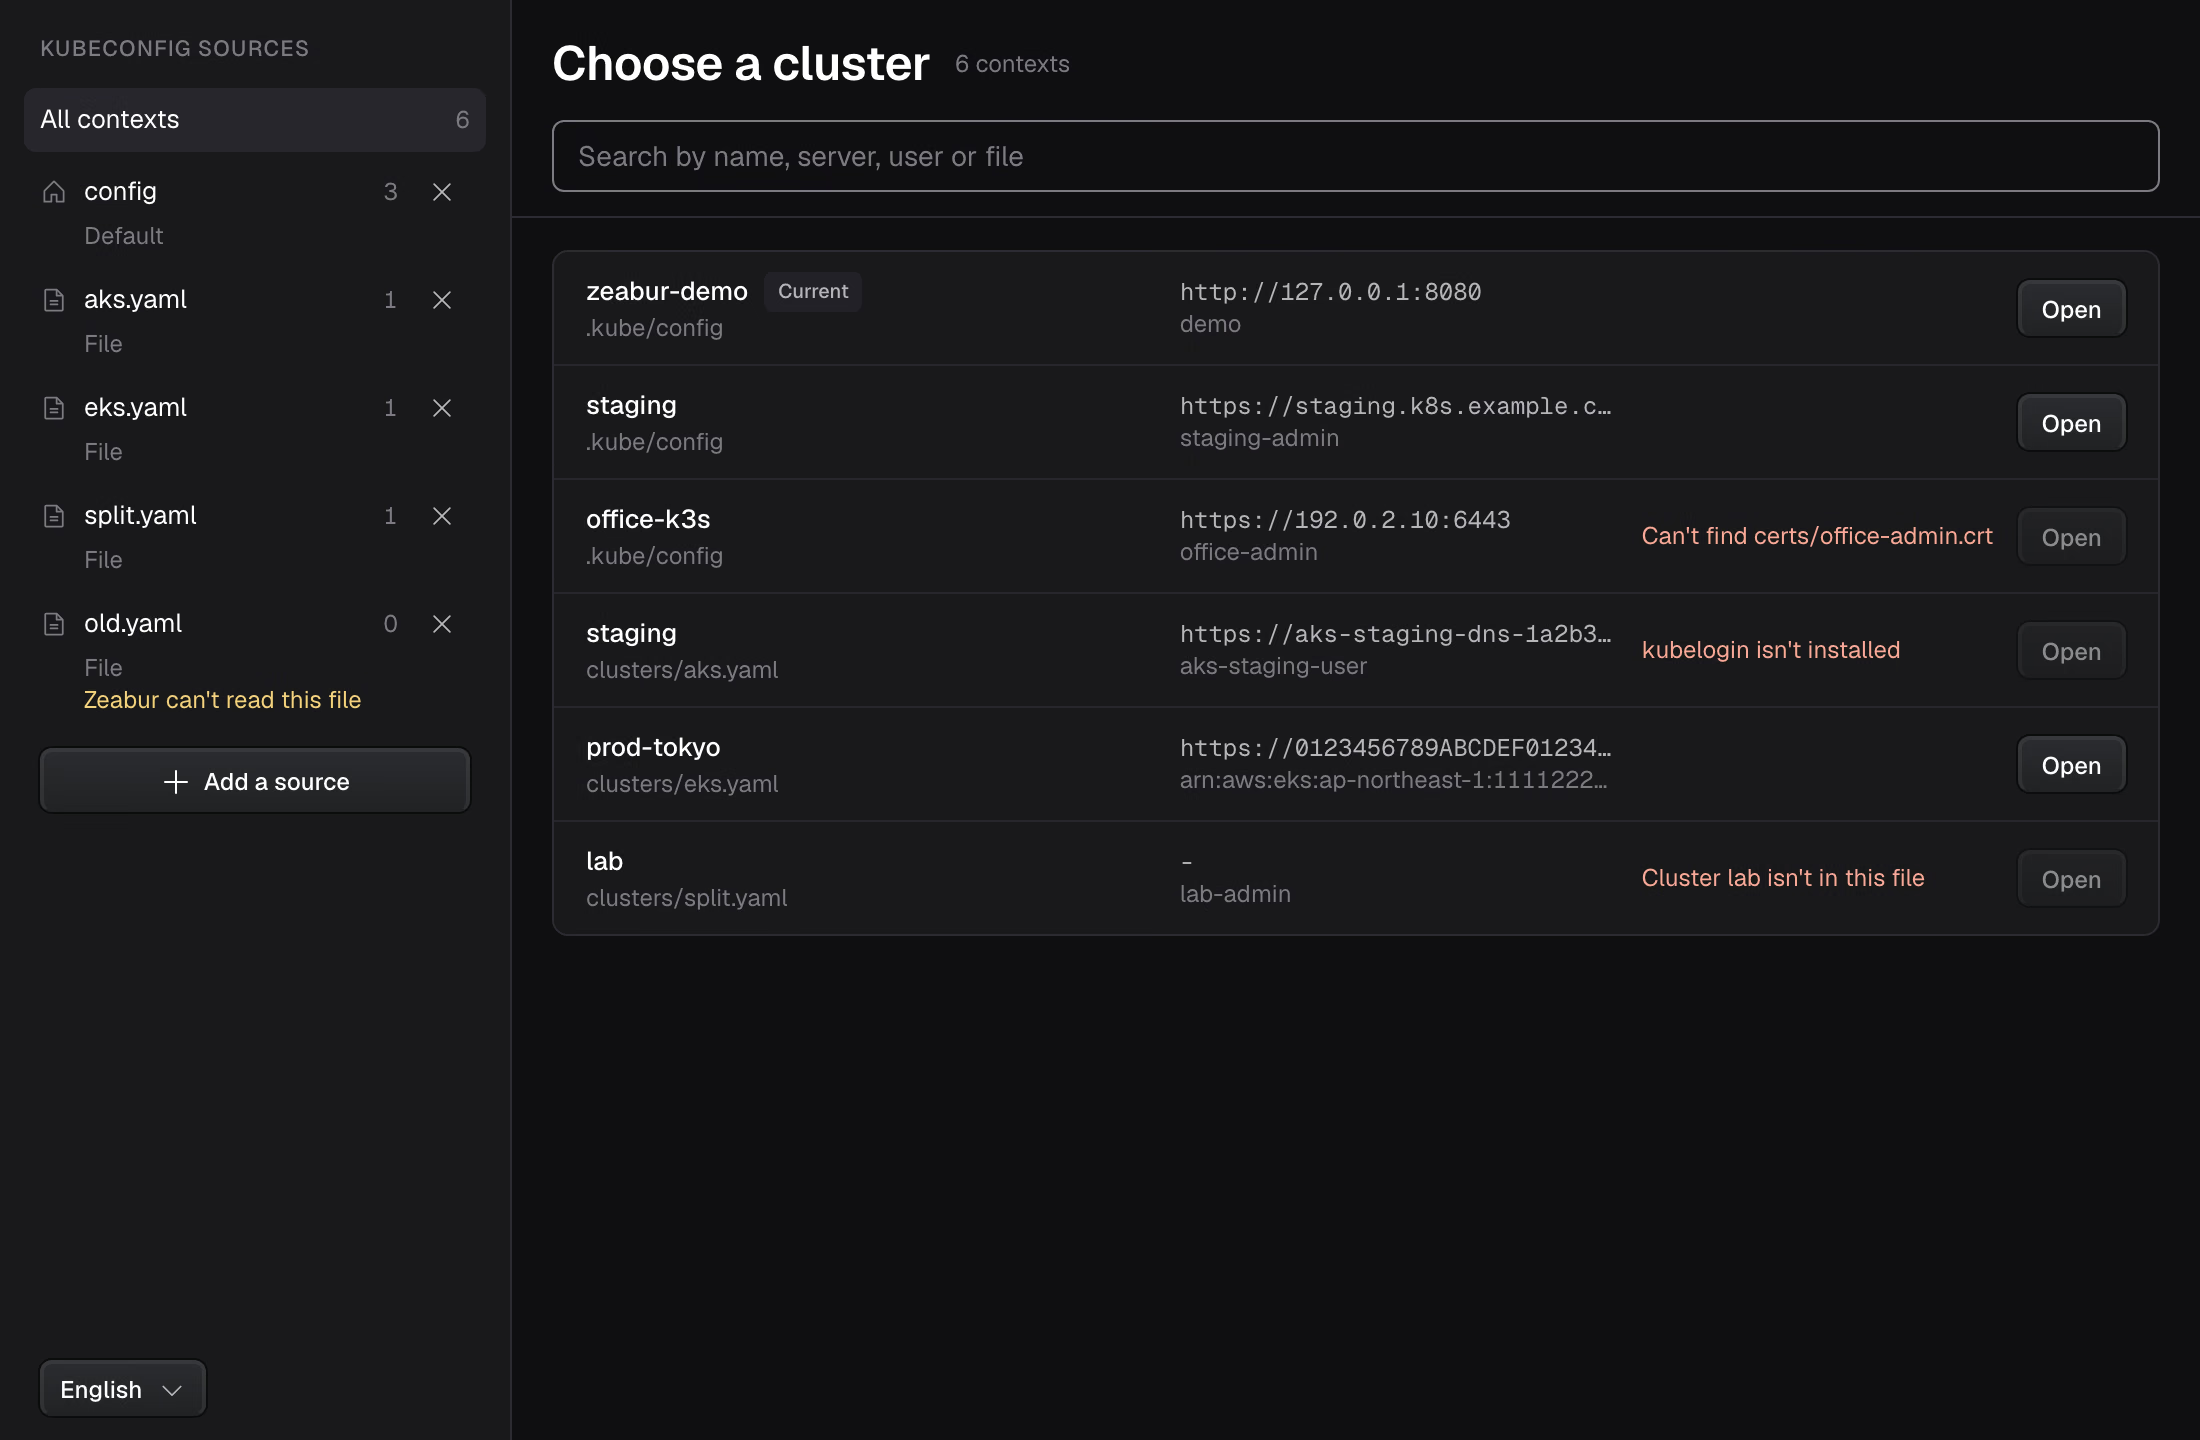 KUBECONFIG SOURCES
All contexts 6
config 3
Default
aks.yaml 1
File
eks.yaml 1
File
split.yaml 1
File
old.yaml 0
File
Zeabur can't read this file
Add a source
English
Choose a cluster 6 contexts
Search by name, server, user or file
zeabur-demo Current
.kube/config
http://127.0.0.1:8080
demo
Open
staging
.kube/config
https://staging.k8s.example.c…
staging-admin
Open
office-k3s
.kube/config
https://192.0.2.10:6443
office-admin
Can't find certs/office-admin.crt
Open
staging
clusters/aks.yaml
https://aks-staging-dns-1a2b3…
aks-staging-user
kubelogin isn't installed
Open
prod-tokyo
clusters/eks.yaml
https://0123456789ABCDEF01234…
arn:aws:eks:ap-northeast-1:1111222…
Open
lab
clusters/split.yaml
-
lab-admin
Cluster lab isn't in this file
Open